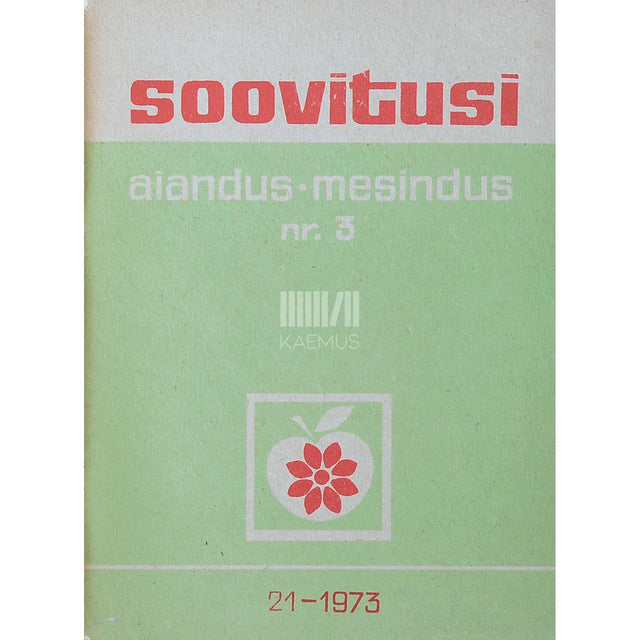 soovitusi
aiandus · mesindus
nr. 3
KAEMUS
21-1973